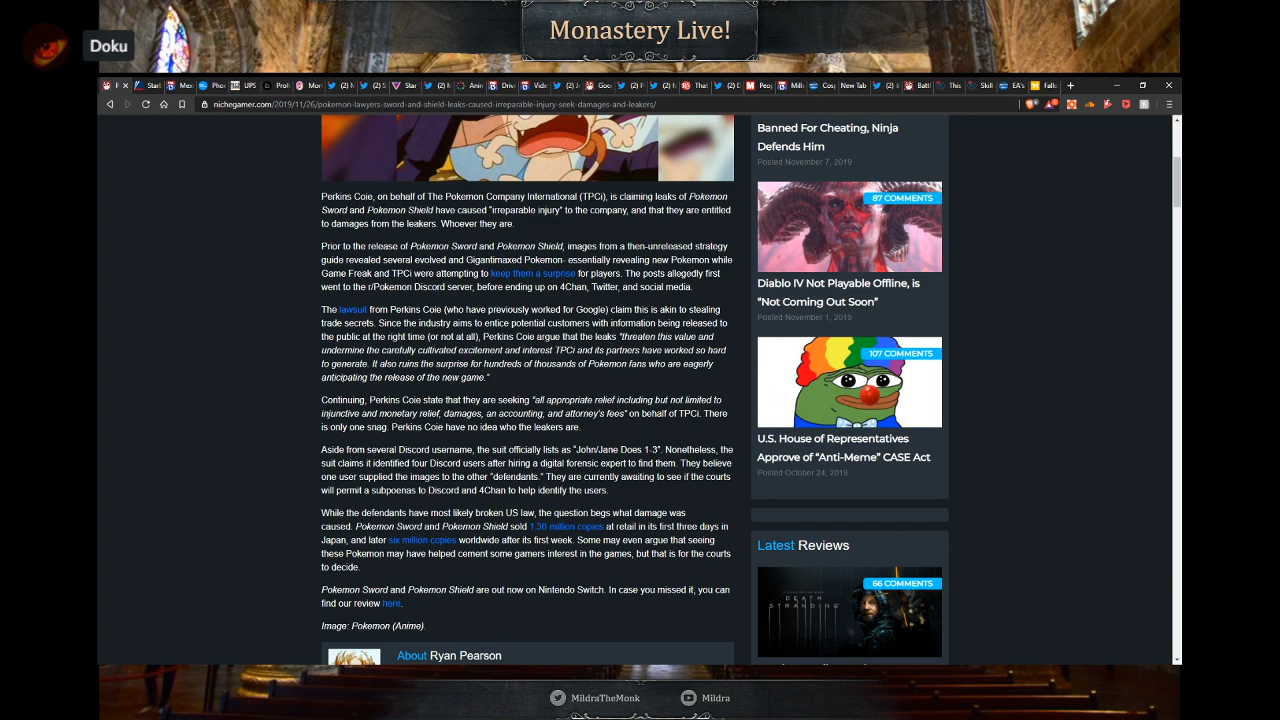 Monastery Live!
Doku
nichegamer.com/2019/11/26/pokemon-lawyers-sword-and-shield-leaks-caused-irreparable-injury-seek-damages-and-leakers/
Perkins Coie, on behalf of The Pokemon Company International (TPCi), is claiming leaks of Pokemon
Sword and Pokemon Shield have caused "irreparable injury" to the company, and that they are entitled
to damages from the leakers. Whoever they are.
Prior to the release of Pokemon Sword and Pokemon Shield, images from a then-unreleased strategy
guide revealed several evolved and Gigantimaxed Pokemon- essentially revealing new Pokemon while
Game Freak and TPCi were attempting to keep them a surprise for players. The posts allegedly first
went to the r/Pokemon Discord server, before ending up on 4Chan, Twitter, and social media.
The lawsuit from Perkins Coie (who have previously worked for Google) claim this is akin to stealing
trade secrets. Since the industry aims to entice potential customers with information being released to
the public at the right time (or not at all), Perkins Coie argue that the leaks "threaten this value and
undermine the carefully cultivated excitement and interest TPCi and its partners have worked so hard
to generate. It also ruins the surprise for hundreds of thousands of Pokemon fans who are eagerly
anticipating the release of the new game."
Continuing, Perkins Coie state that they are seeking "all appropriate relief including but not limited to
injunctive and monetary relief, damages, an accounting, and attorney's fees" on behalf of TPCi. There
is only one snag. Perkins Coie have no idea who the leakers are.
Aside from several Discord username, the suit officially lists as "John/Jane Does 1-3". Nonetheless, the
suit claims it identified four Discord users after hiring a digital forensic expert to find them. They believe
one user supplied the images to the other "defendants." They are currently awaiting to see if the courts
will permit a subpoenas to Discord and 4Chan to help identify the users.
While the defendants have most likely broken US law, the question begs what damage was
caused. Pokemon Sword and Pokemon Shield sold 1.36 million copies at retail in its first three days in
Japan, and later six million copies worldwide after its first week. Some may even argue that seeing
these Pokemon may have helped cement some gamers interest in the games, but that is for the courts
to decide.
Pokemon Sword and Pokemon Shield are out now on Nintendo Switch. In case you missed it, you can
find our review here.
Image: Pokemon (Anime).
About Ryan Pearson
Banned For Cheating, Ninja
Defends Him
Posted November 7, 2019
87 COMMENTS
Diablo IV Not Playable Offline, is
"Not Coming Out Soon"
Posted November 1, 2019
107 COMMENTS
U.S. House of Representatives
Approve of "Anti-Meme" CASE Act
Posted October 24, 2019
Latest Reviews
66 COMMENTS
DEATH
STRANDING
MildraTheMonk
Mildra